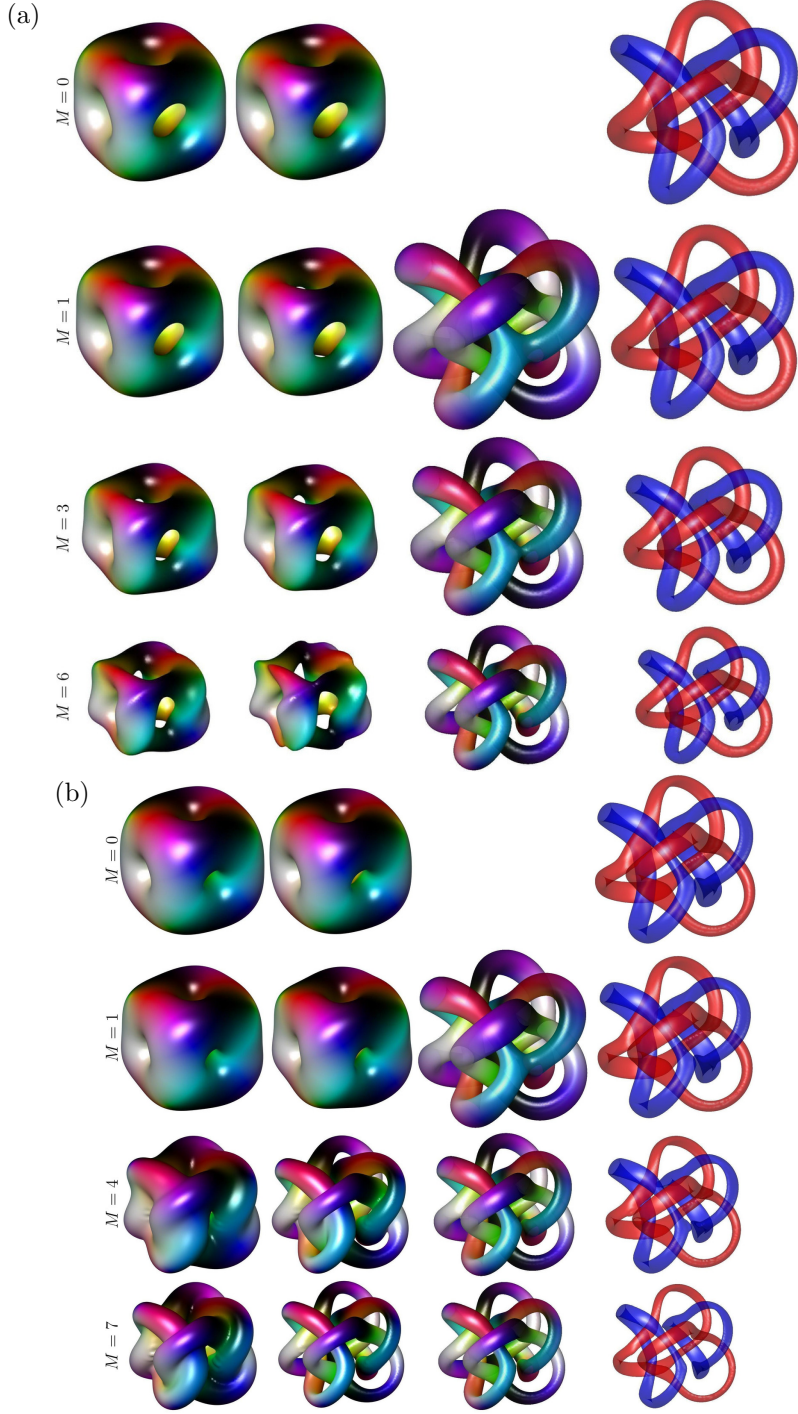 (a)
M = 0
M = 1
M = 3
M = 6
(b)
M = 0
M = 1
M = 4
M = 7